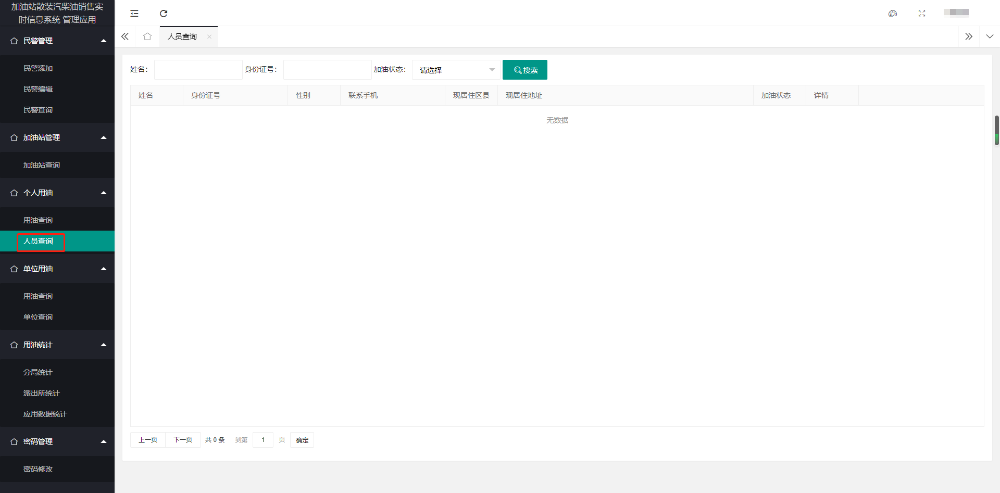 加油站散装汽柴油销售实
时信息系统 管理应用
民警管理
民警添加
民警编辑
民警查询
加油站管理
加油站查询
个人用油
用油查询
人员查询
单位用油
用油查询
单位查询
用油统计
分局统计
派出所统计
应用数据统计
密码管理
密码修改
人员查询
姓名： 身份证号： 加油状态： 请选择 搜索
姓名 身份证号 性别 联系手机 现居住区县 现居住地址 加油状态 详情
无数据
上一页 下一页 共 0 条 到第 1 页 确定